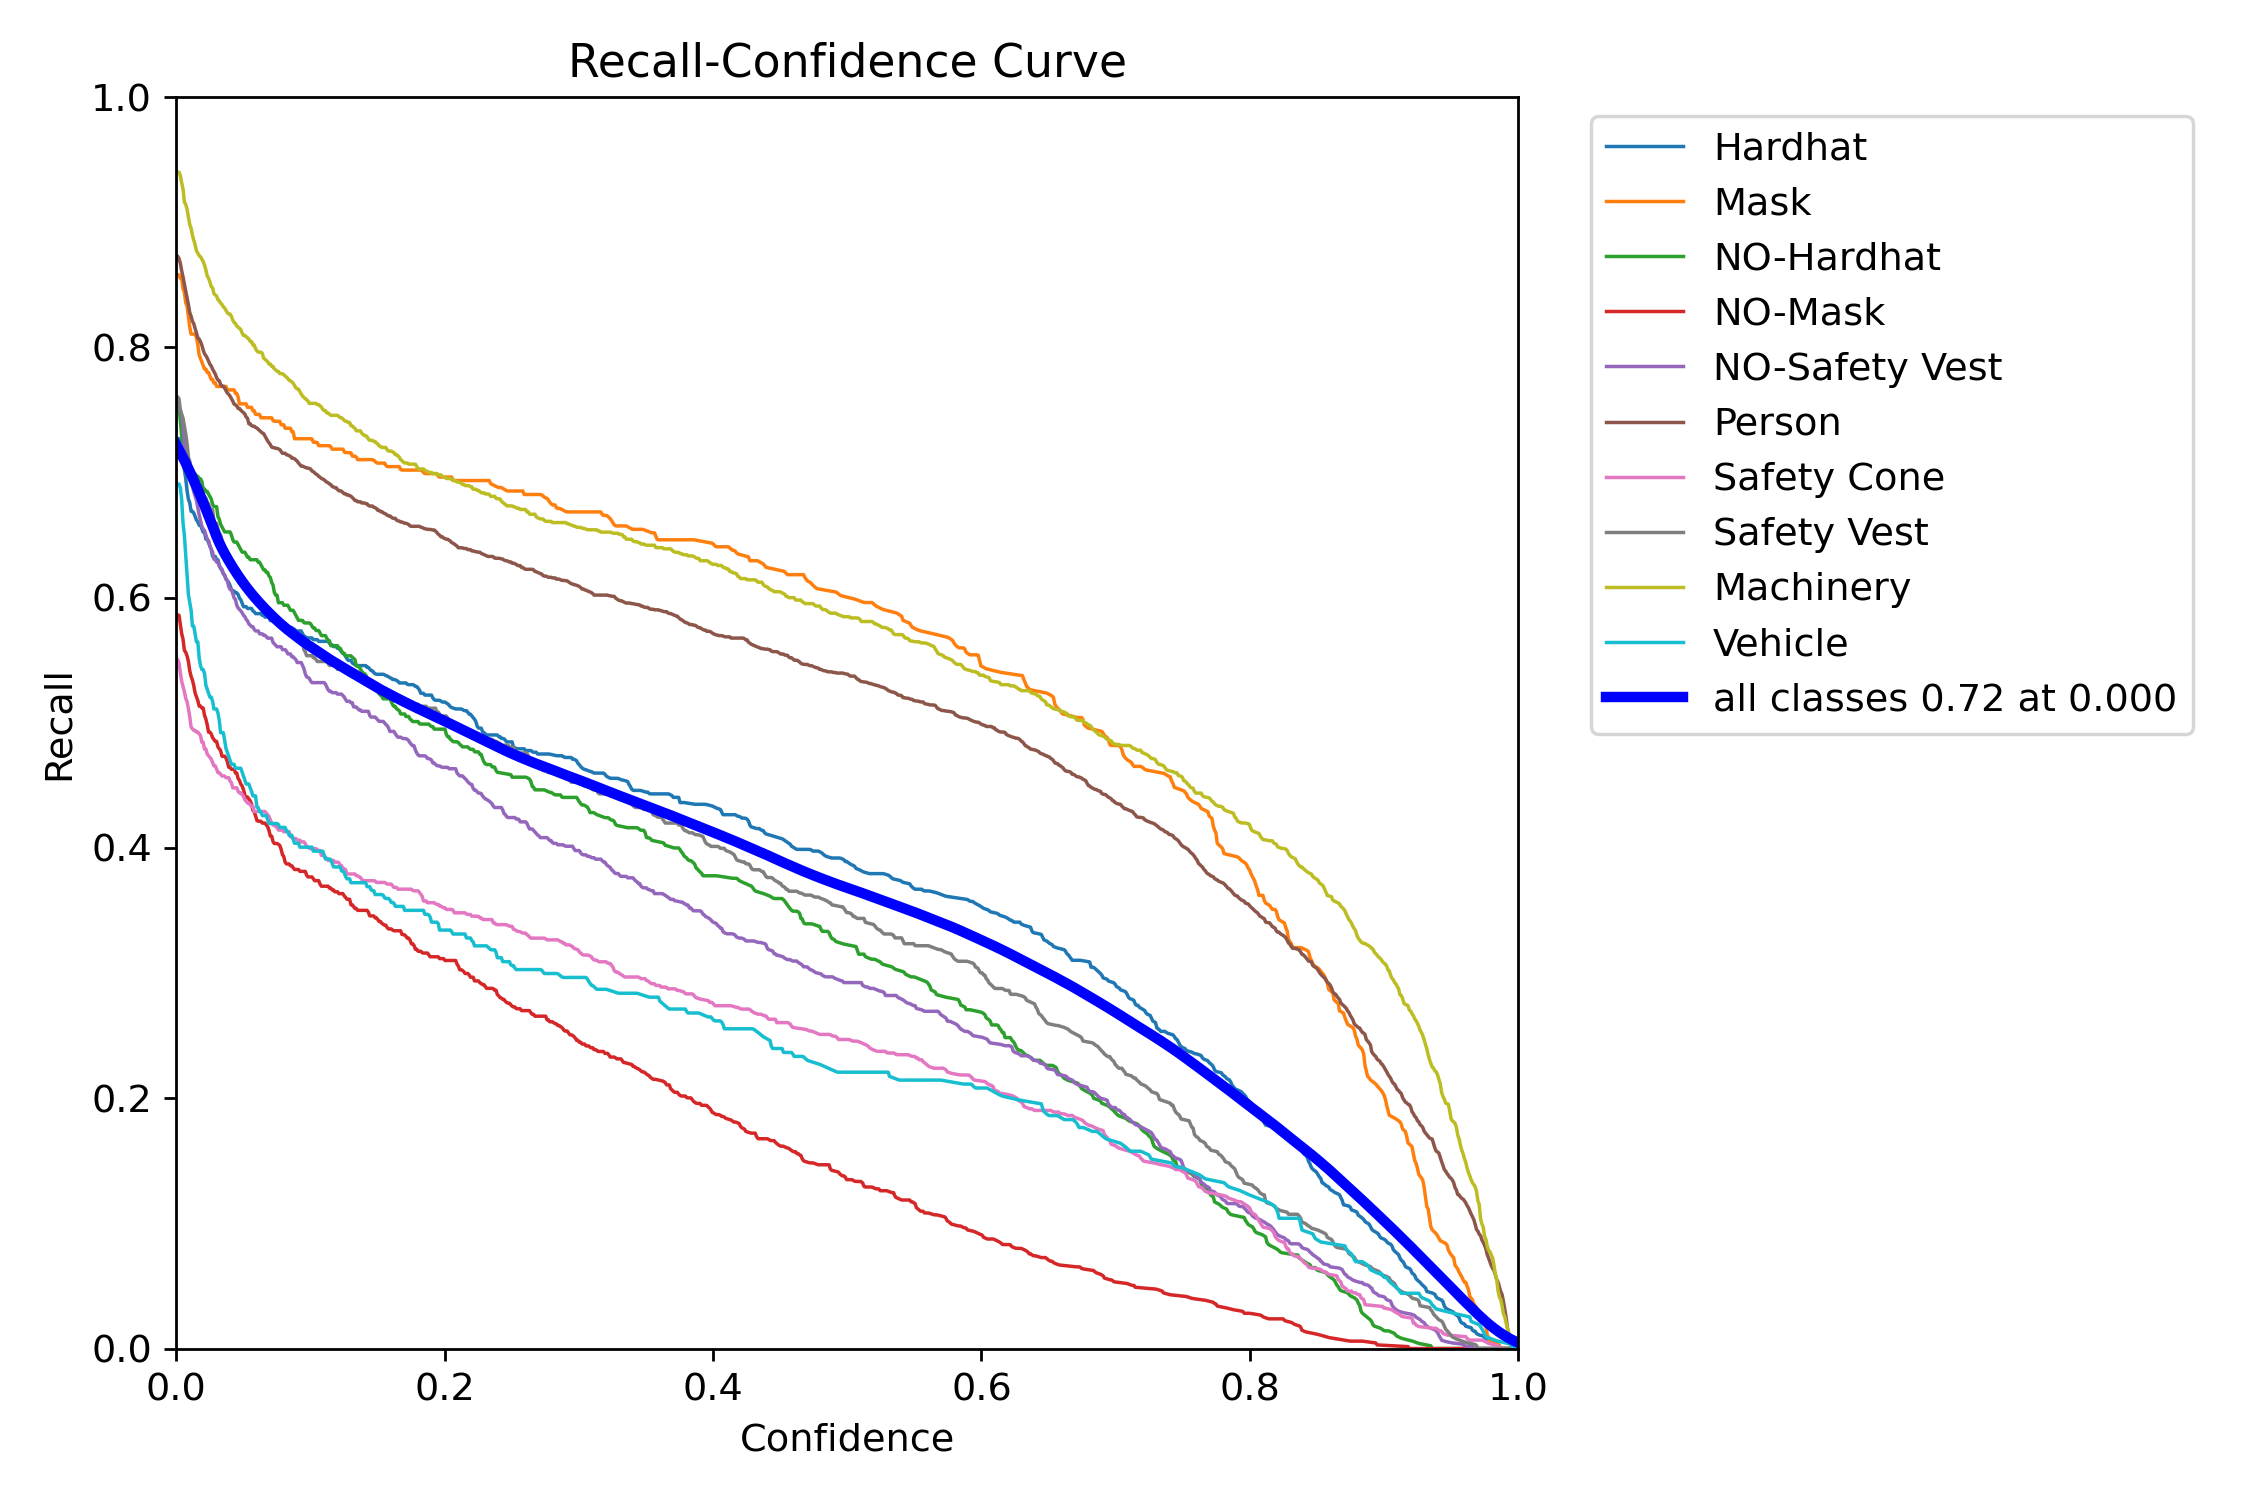 Recall-Confidence Curve
1.0
0.8
0.6
0.4
0.2
0.0
Recall
0.0 0.2 0.4 0.6 0.8 1.0
Confidence
Hardhat
Mask
NO-Hardhat
NO-Mask
NO-Safety Vest
Person
Safety Cone
Safety Vest
Machinery
Vehicle
all classes 0.72 at 0.000